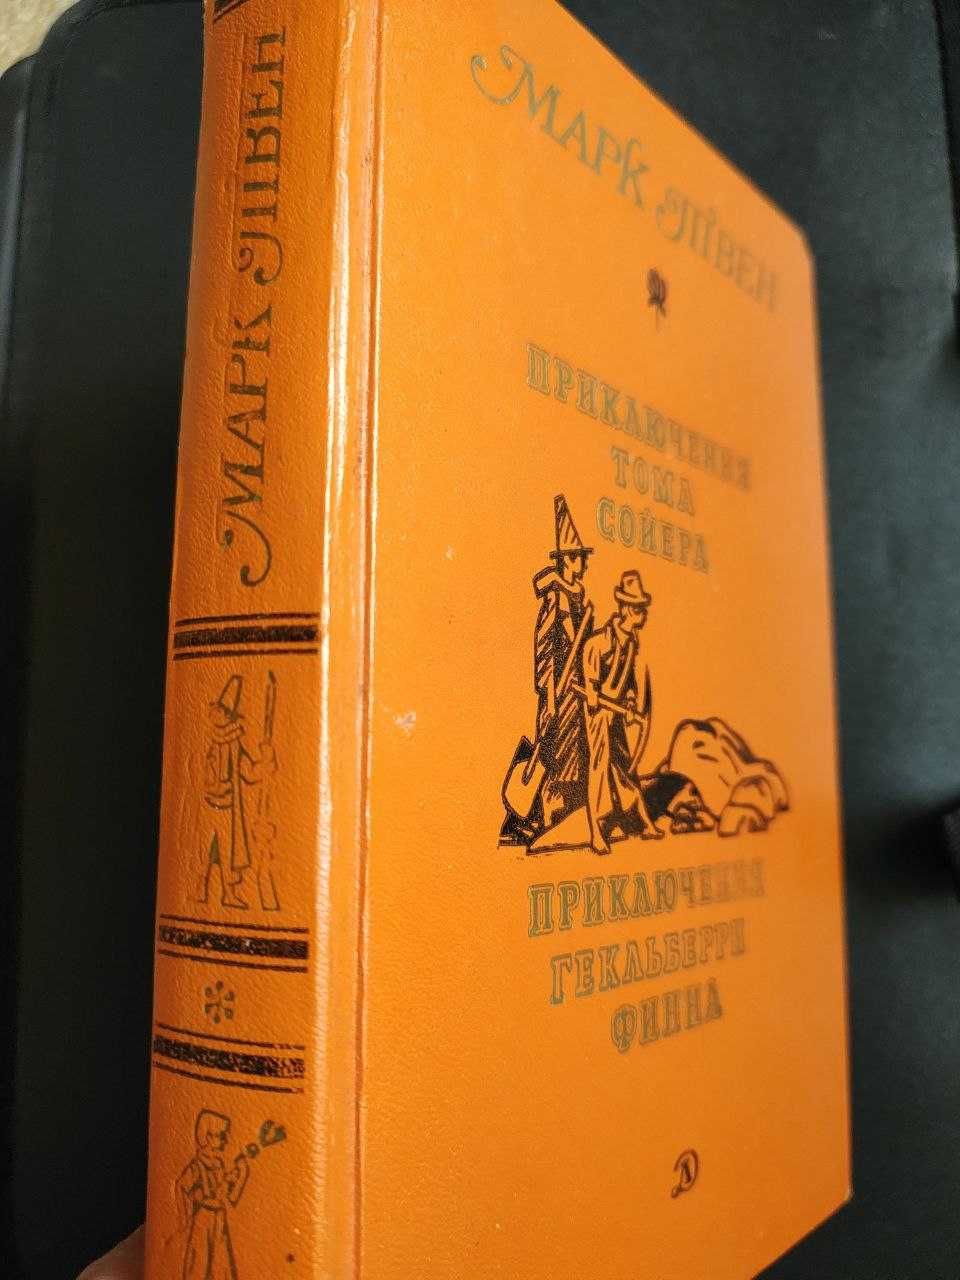 МАРК ТВЕН
МАРК ТВЕН
ПРИКЛЮЧЕНИЯ
ТОМА
СОЙЕРА
ПРИКЛЮЧЕНИЯ
ГЕКЛЬБЕРРИ
ФИННА
Д